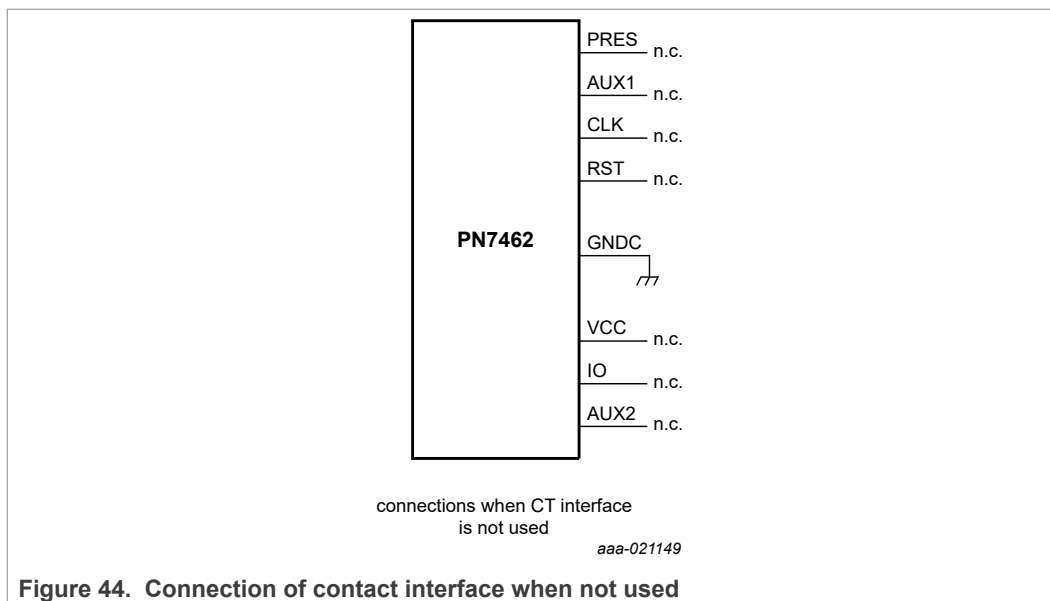 PRES n.c.
AUX1 n.c.
CLK n.c.
RST n.c.
PN7462 GNDC
VCC n.c.
IO n.c.
AUX2 n.c.
connections when CT interface
is not used
aaa-021149
Figure 44. Connection of contact interface when not used